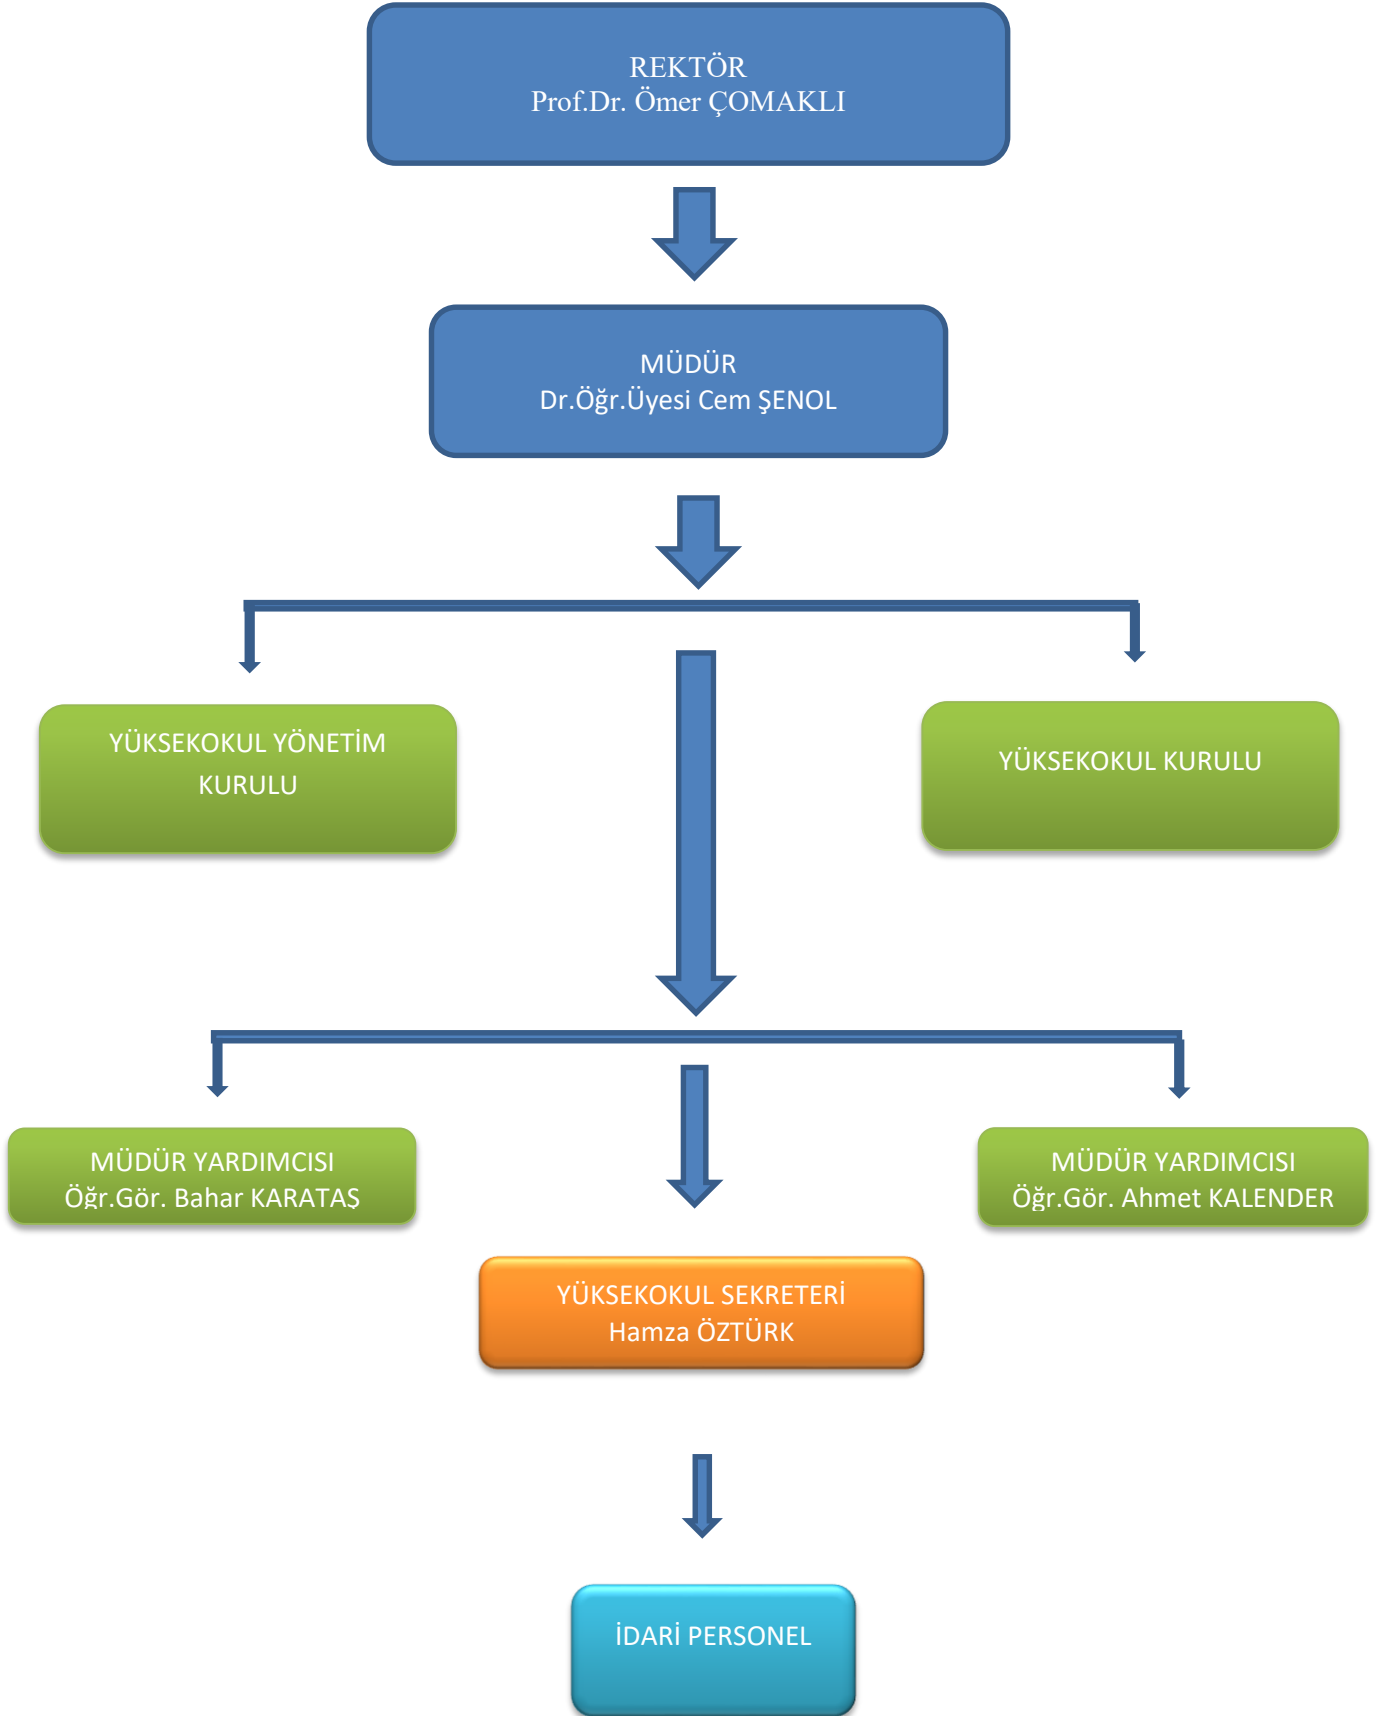 REKTÖR
Prof.Dr. Ömer ÇOMAKLI
MÜDÜR
Dr.Öğr.Üyesi Cem ŞENOL
YÜKSEKOKUL YÖNETİM
KURULU
YÜKSEKOKUL KURULU
MÜDÜR YARDIMCISI
Öğr.Gör. Bahar KARATAŞ
MÜDÜR YARDIMCISI
Öğr.Gör. Ahmet KALENDER
YÜKSEKOKUL SEKRETERİ
Hamza ÖZTÜRK
İDARİ PERSONEL